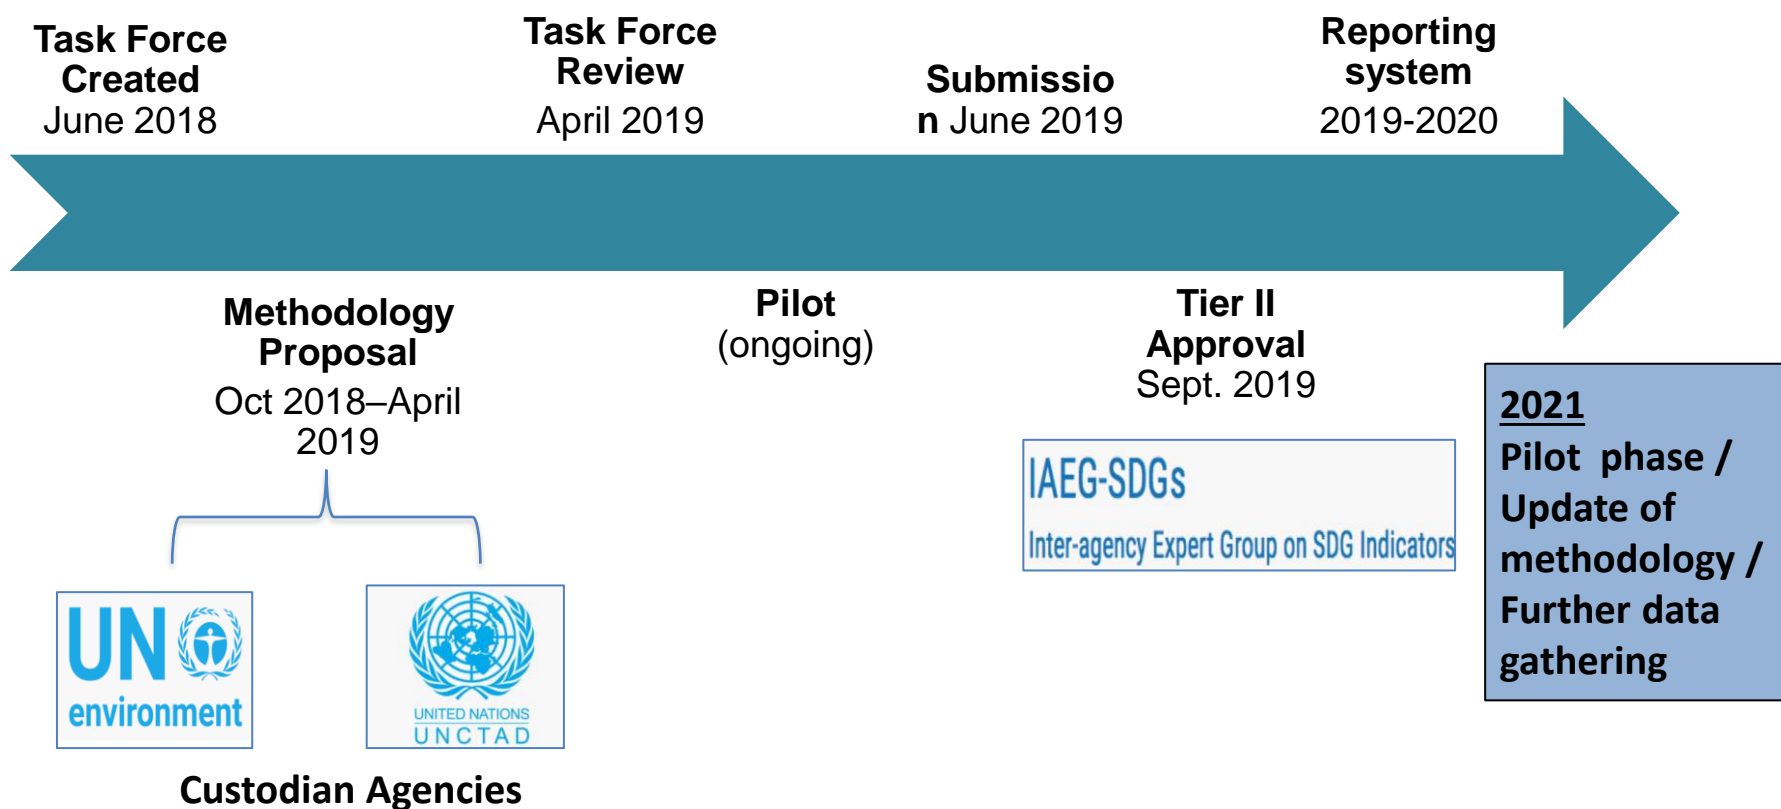 Task Force
Created
June 2018
Task Force
Review
April 2019
Submissio
n June 2019
Reporting
system
2019-2020
Methodology
Proposal
Oct 2018–April
2019
Pilot
(ongoing)
Tier II
Approval
Sept. 2019
IAEG-SDGs
Inter-agency Expert Group on SDG Indicators
2021
Pilot phase /
Update of
methodology /
Further data
gathering
UN
environment
UNITED NATIONS
UNCTAD
Custodian Agencies